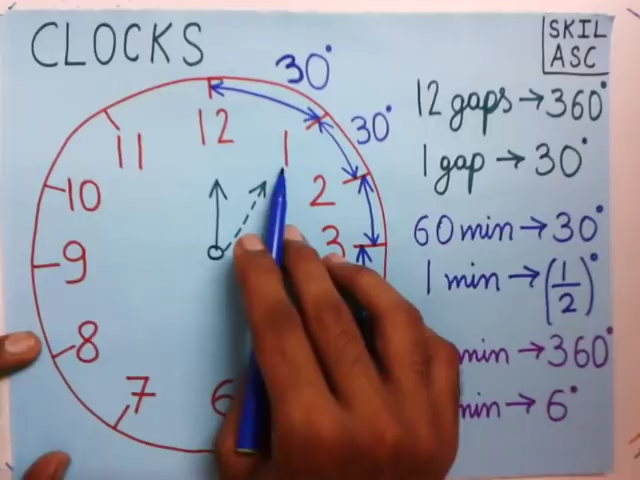 CLOCKS
SKIL
ASC
30°
30°
12
1
2
3
6
7
8
9
10
11
12 gaps → 360°
1 gap → 30°
60 min → 30°
1 min → (1/2)°
min → 360°
min → 6°